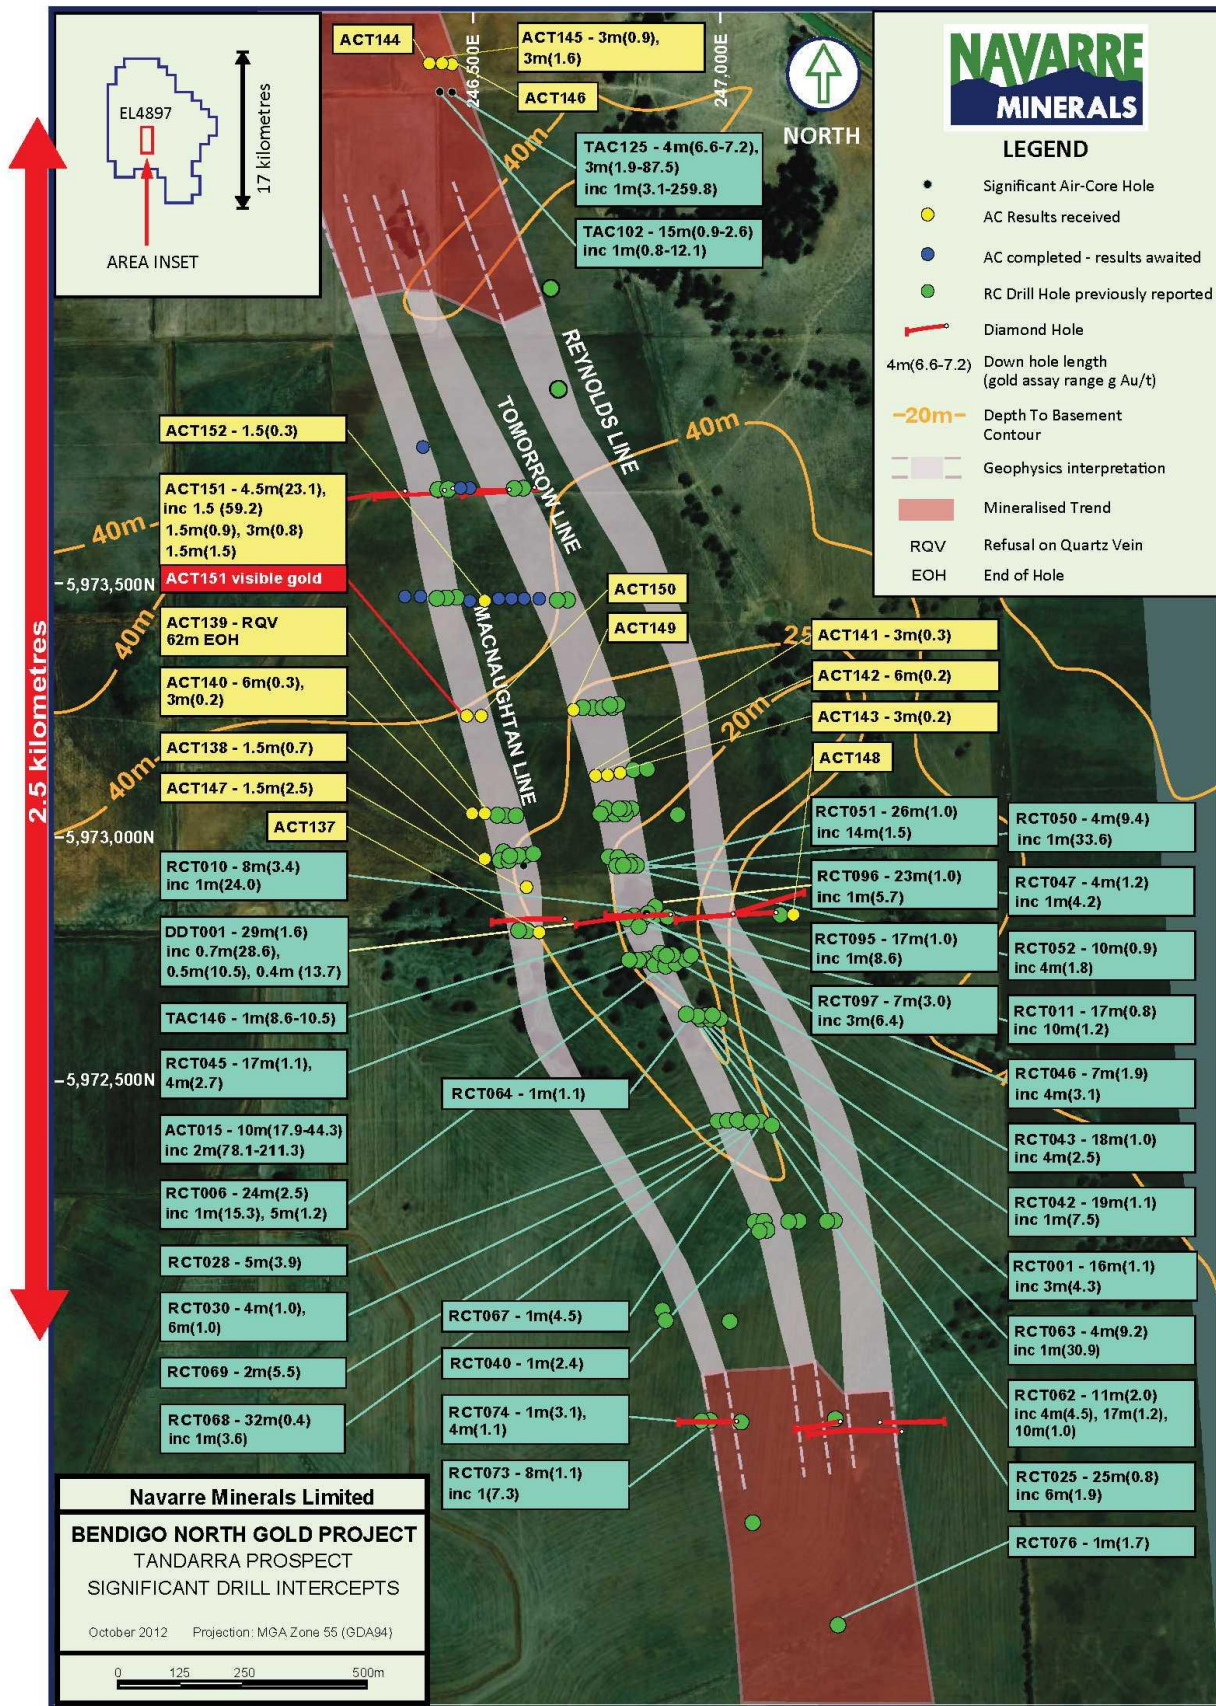 EL4897
17 kilometres
AREA INSET
ACT144
ACT145 - 3m(0.9),
3m(1.6)
ACT146
246,500E
247,000E
NORTH
NAVARRE
MINERALS
LEGEND
Significant Air-Core Hole
AC Results received
AC completed - results awaited
RC Drill Hole previously reported
Diamond Hole
4m(6.6-7.2)
Down hole length
(gold assay range g Au/t)
20m
Depth To Basement
Contour
Geophysics interpretation
Mineralised Trend
RQV
Refusal on Quartz Vein
EOH
End of Hole
40m
TAC125 - 4m(6.6-7.2),
3m(1.9-87.5)
inc 1m(3.1-259.8)
TAC102 - 15m(0.9-2.6)
inc 1m(0.8-12.1)
REYNOLDS LINE
TOMORROW LINE
MACNAUGHTAN LINE
40m
40m
40m
40m
20m
2.5 kilometres
ACT152 - 1.5(0.3)
ACT151 - 4.5m(23.1),
inc 1.5 (59.2)
1.5m(0.9), 3m(0.8)
1.5m(1.5)
ACT151 visible gold
5,973,500N
ACT139 - RQV
62m EOH
ACT140 - 6m(0.3),
3m(0.2)
ACT138 - 1.5m(0.7)
ACT147 - 1.5m(2.5)
ACT137
5,973,000N
ACT150
ACT149
ACT141 - 3m(0.3)
ACT142 - 6m(0.2)
ACT143 - 3m(0.2)
ACT148
RCT010 - 8m(3.4)
inc 1m(24.0)
DDT001 - 29m(1.6)
inc 0.7m(28.6),
0.5m(10.5), 0.4m (13.7)
TAC146 - 1m(8.6-10.5)
RCT045 - 17m(1.1),
4m(2.7)
5,972,500N
ACT015 - 10m(17.9-44.3)
inc 2m(78.1-211.3)
RCT006 - 24m(2.5)
inc 1m(15.3), 5m(1.2)
RCT028 - 5m(3.9)
RCT030 - 4m(1.0),
6m(1.0)
RCT069 - 2m(5.5)
RCT068 - 32m(0.4)
inc 1m(3.6)
RCT064 - 1m(1.1)
RCT067 - 1m(4.5)
RCT040 - 1m(2.4)
RCT074 - 1m(3.1),
4m(1.1)
RCT073 - 8m(1.1)
inc 1(7.3)
RCT051 - 26m(1.0)
inc 14m(1.5)
RCT096 - 23m(1.0)
inc 1m(5.7)
RCT095 - 17m(1.0)
inc 1m(8.6)
RCT097 - 7m(3.0)
inc 3m(6.4)
RCT050 - 4m(9.4)
inc 1m(33.6)
RCT047 - 4m(1.2)
inc 1m(4.2)
RCT052 - 10m(0.9)
inc 4m(1.8)
RCT011 - 17m(0.8)
inc 10m(1.2)
RCT046 - 7m(1.9)
inc 4m(3.1)
RCT043 - 18m(1.0)
inc 4m(2.5)
RCT042 - 19m(1.1)
inc 1m(7.5)
RCT001 - 16m(1.1)
inc 3m(4.3)
RCT063 - 4m(9.2)
inc 1m(30.9)
RCT062 - 11m(2.0)
inc 4m(4.5), 17m(1.2),
10m(1.0)
RCT025 - 25m(0.8)
inc 6m(1.9)
RCT076 - 1m(1.7)
Navarre Minerals Limited
BENDIGO NORTH GOLD PROJECT
TANDARRA PROSPECT
SIGNIFICANT DRILL INTERCEPTS
October 2012 Projection: MGA Zone 55 (GDA94)
0 125 250 500m